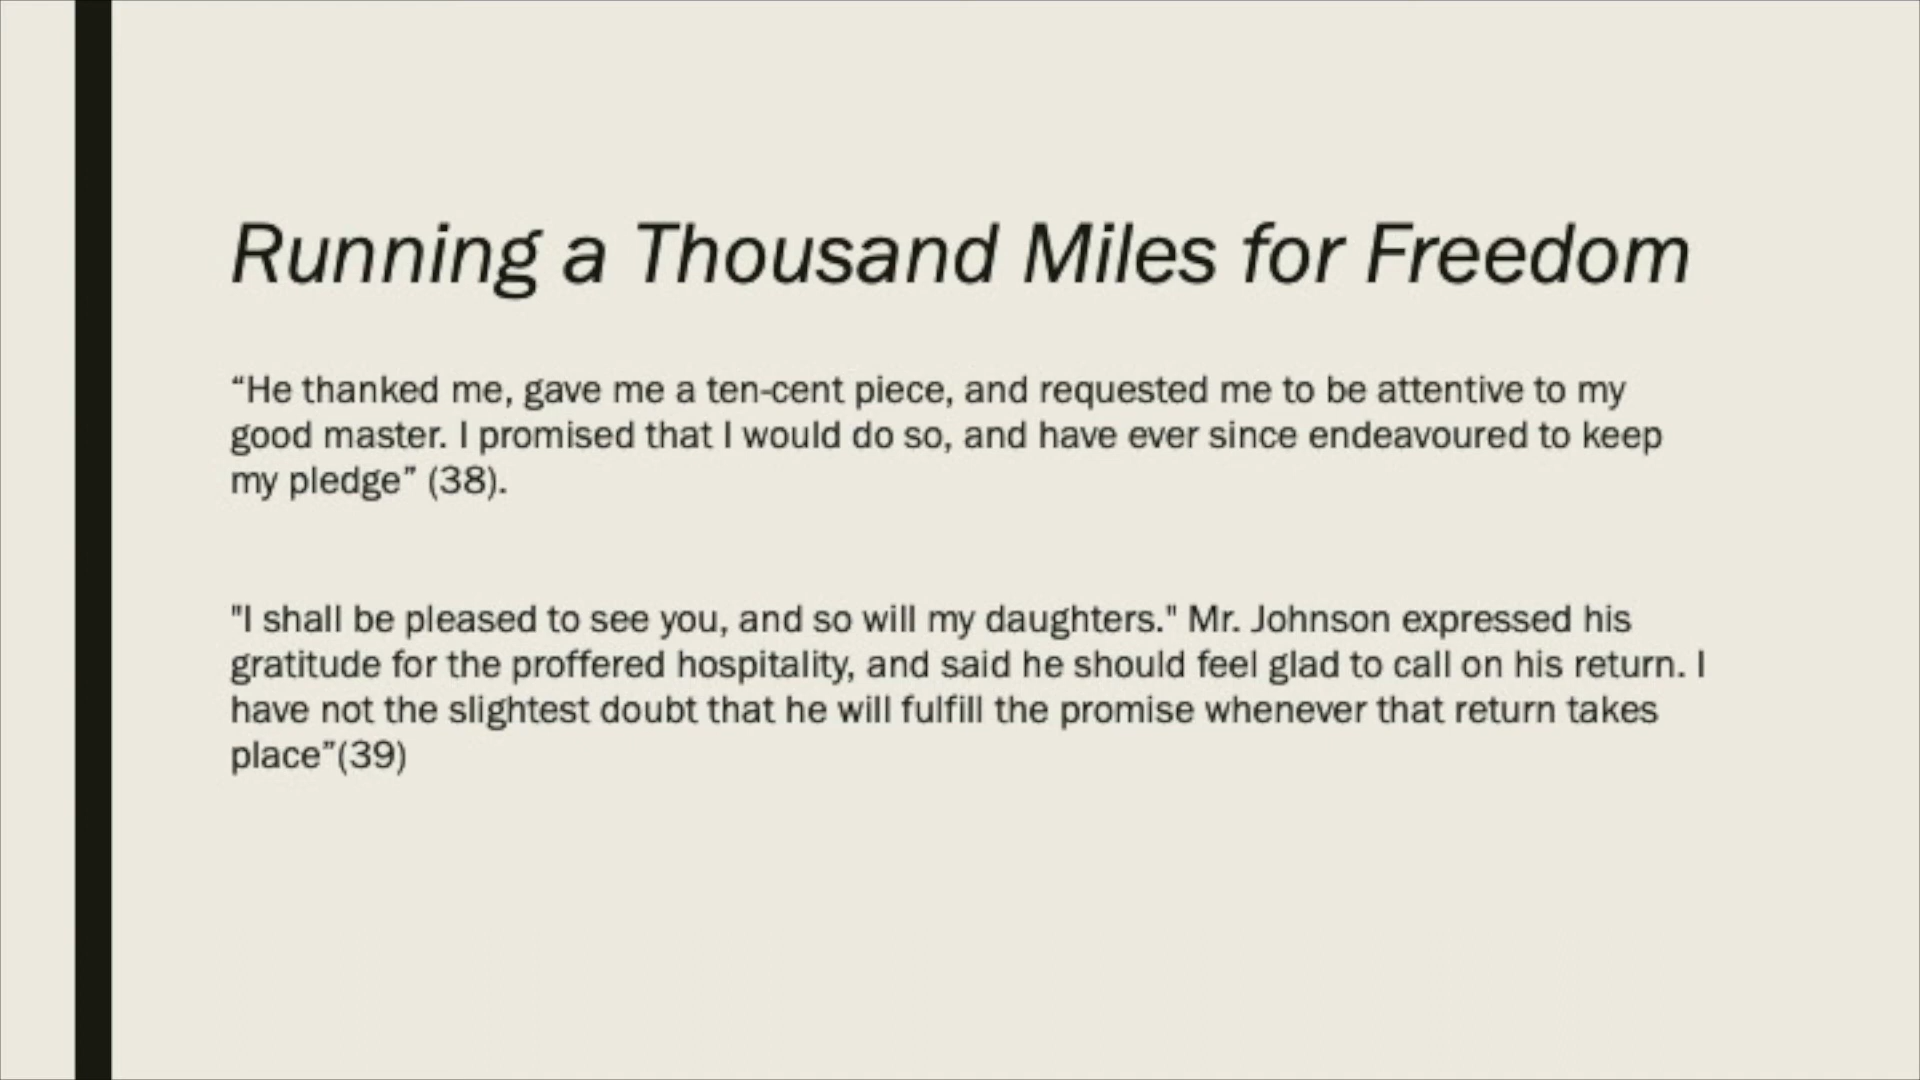 Running a Thousand Miles for Freedom
“He thanked me, gave me a ten-cent piece, and requested me to be attentive to my
good master. I promised that I would do so, and have ever since endeavoured to keep
my pledge” (38).
"I shall be pleased to see you, and so will my daughters." Mr. Johnson expressed his
gratitude for the proffered hospitality, and said he should feel glad to call on his return. I
have not the slightest doubt that he will fulfill the promise whenever that return takes
place”(39)